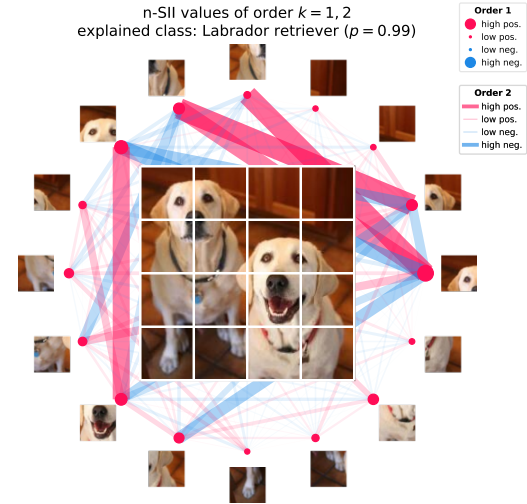 n-SII values of order k = 1, 2
explained class: Labrador retriever (p = 0.99)
Order 1
high pos.
low pos.
low neg.
high neg.
Order 2
high pos.
low pos.
low neg.
high neg.